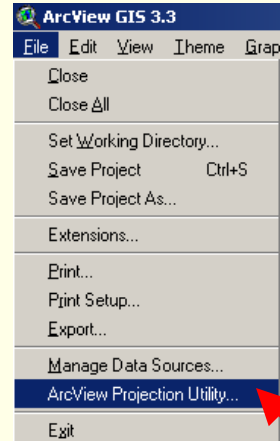 ArcView GIS 3.3
File Edit View Theme Grap
Close
Close All
Set Working Directory...
Save Project Ctrl+S
Save Project As...
Extensions...
Print...
Print Setup...
Export...
Manage Data Sources...
ArcView Projection Utility...
Exit